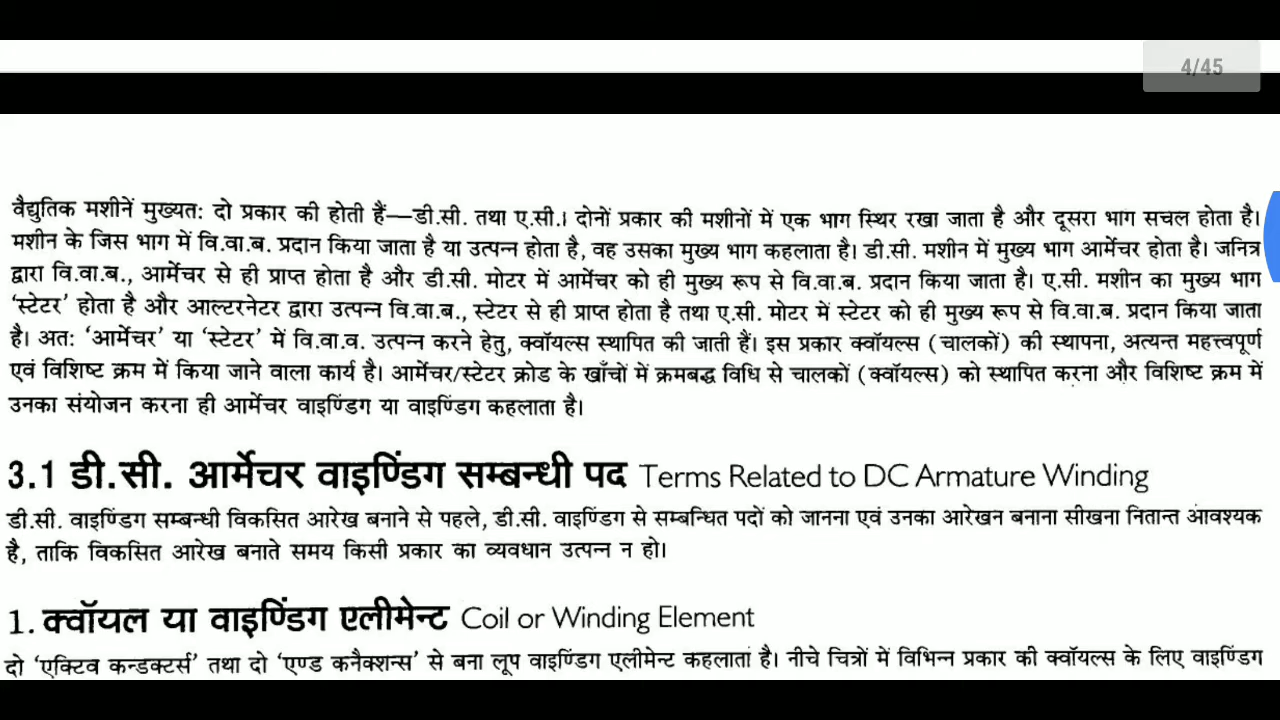 4/45
वैद्युतिक मशीनें मुख्यत: दो प्रकार की होती हैं—डी.सी. तथा ए.सी.। दोनों प्रकार की मशीनों में एक भाग स्थिर रखा जाता है और दूसरा भाग सचल होता है।
मशीन के जिस भाग में वि.वा.ब. प्रदान किया जाता है या उत्पन्न होता है, वह उसका मुख्य भाग कहलाता है। डी.सी. मशीन में मुख्य भाग आर्मेचर होता है। जनित्र
द्वारा वि.वा.ब., आर्मेचर से ही प्राप्त होता है और डी.सी. मोटर में आर्मेचर को ही मुख्य रूप से वि.वा.ब. प्रदान किया जाता है। ए.सी. मशीन का मुख्य भाग
‘स्टेटर’ होता है और आल्टरनेटर द्वारा उत्पन्न वि.वा.ब., स्टेटर से ही प्राप्त होता है तथा ए.सी. मोटर में स्टेटर को ही मुख्य रूप से वि.वा.ब. प्रदान किया जाता
है। अत: ‘आर्मेचर’ या ‘स्टेटर’ में वि.वा.व. उत्पन्न करने हेतु, क्वॉयल्स स्थापित की जाती हैं। इस प्रकार क्वॉयल्स (चालकों) की स्थापना, अत्यन्त महत्त्वपूर्ण
एवं विशिष्ट क्रम में किया जाने वाला कार्य है। आर्मेचर/स्टेटर क्रोड के खाँचों में क्रमबद्ध विधि से चालकों (क्वॉयल्स) को स्थापित करना और विशिष्ट क्रम में
उनका संयोजन करना ही आर्मेचर वाइण्डिंग या वाइण्डिग कहलाता है।
3.1 डी.सी. आर्मेचर वाइण्डिग सम्बन्धी पद Terms Related to DC Armature Winding
डी.सी. वाइण्डिग सम्बन्धी विकसित आरेख बनाने से पहले, डी.सी. वाइण्डिग से सम्बन्धित पदों को जानना एवं उनका आरेखन बनाना सीखना नितान्त आवश्यक
है, ताकि विकसित आरेख बनाते समय किसी प्रकार का व्यवधान उत्पन्न न हो।
1. क्वॉयल या वाइण्डिग एलीमेन्ट Coil or Winding Element
दो ‘एक्टिव कन्डक्टर्स’ तथा दो ‘एण्ड कनैक्शन्स’ से बना लूप वाइण्डिग एलीमेन्ट कहलाता है। नीचे चित्रों में विभिन्न प्रकार की क्वॉयल्स के लिए वाइण्डिग